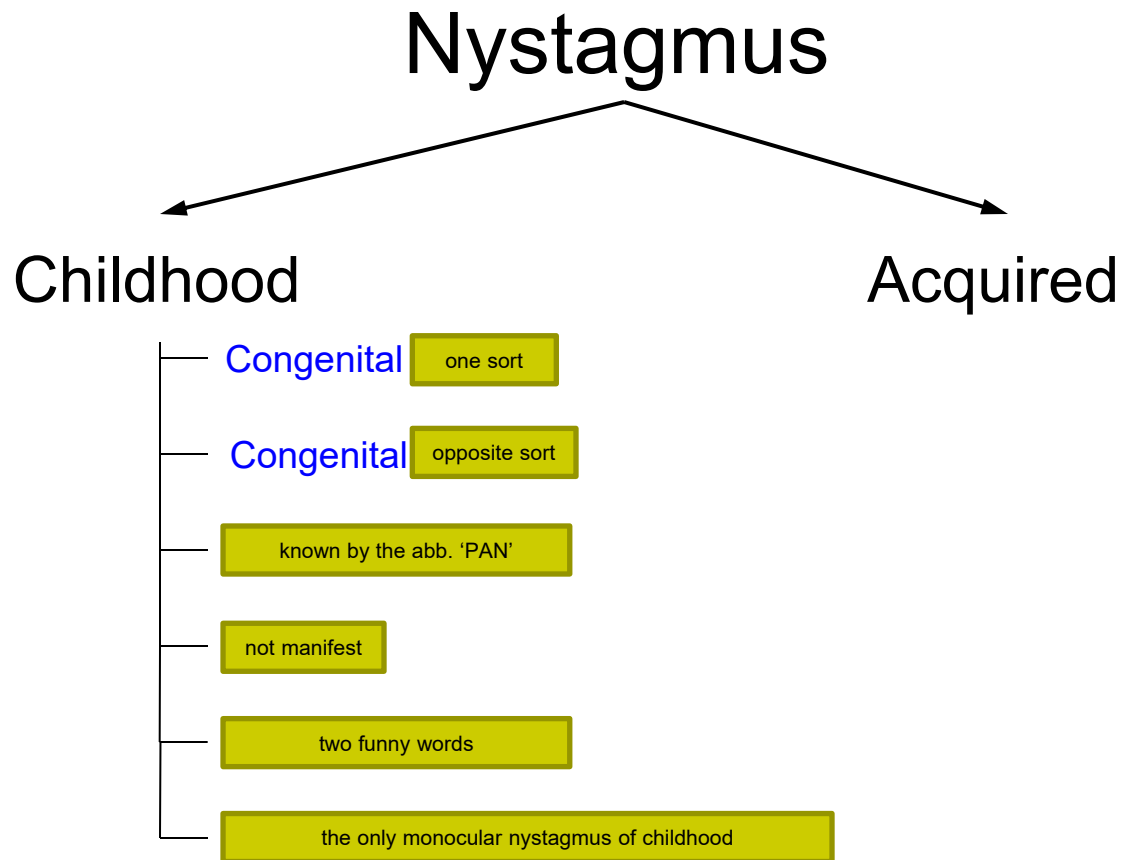 Nystagmus
Childhood
Acquired
Congenital one sort
Congenital opposite sort
known by the abb. ‘PAN’
not manifest
two funny words
the only monocular nystagmus of childhood